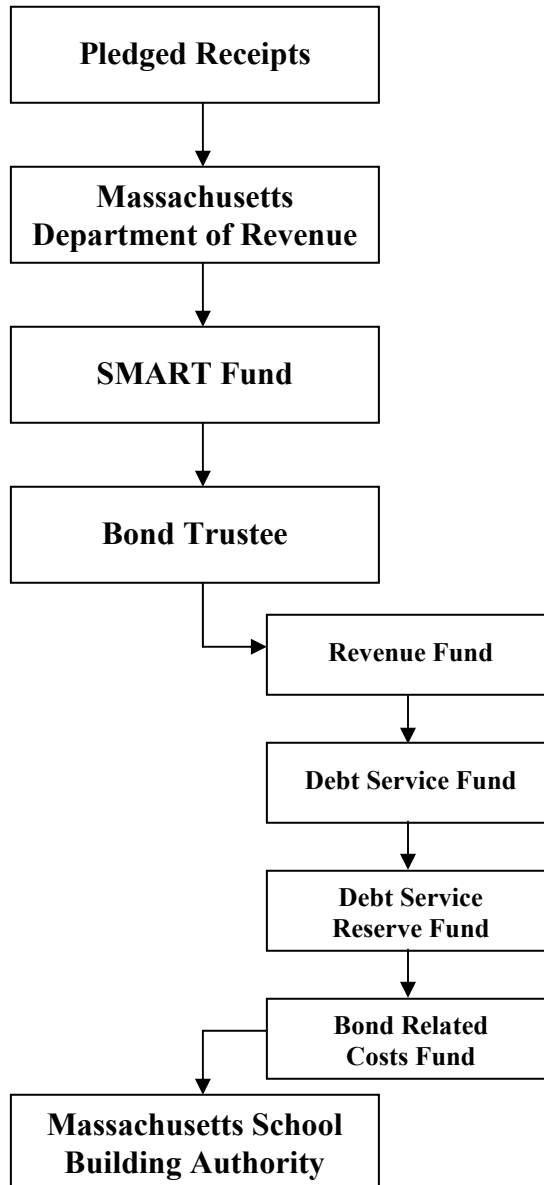 Pledged Receipts
Massachusetts
Department of Revenue
SMART Fund
Bond Trustee
Revenue Fund
Debt Service Fund
Debt Service
Reserve Fund
Bond Related
Costs Fund
Massachusetts School
Building Authority